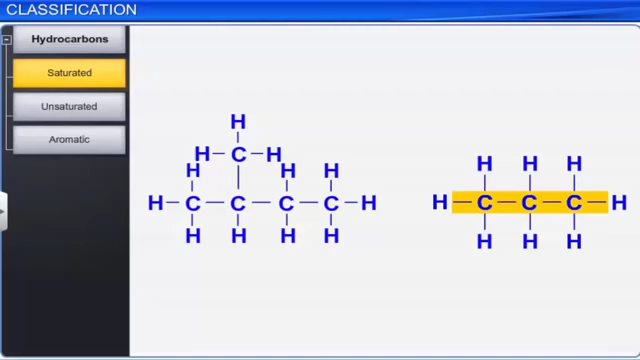 CLASSIFICATION
Hydrocarbons
Saturated
Unsaturated
Aromatic
H
H–C–H
H H H
H–C–C–C–C–H
H H H H
H H H
H–C–C–C–H
H H H